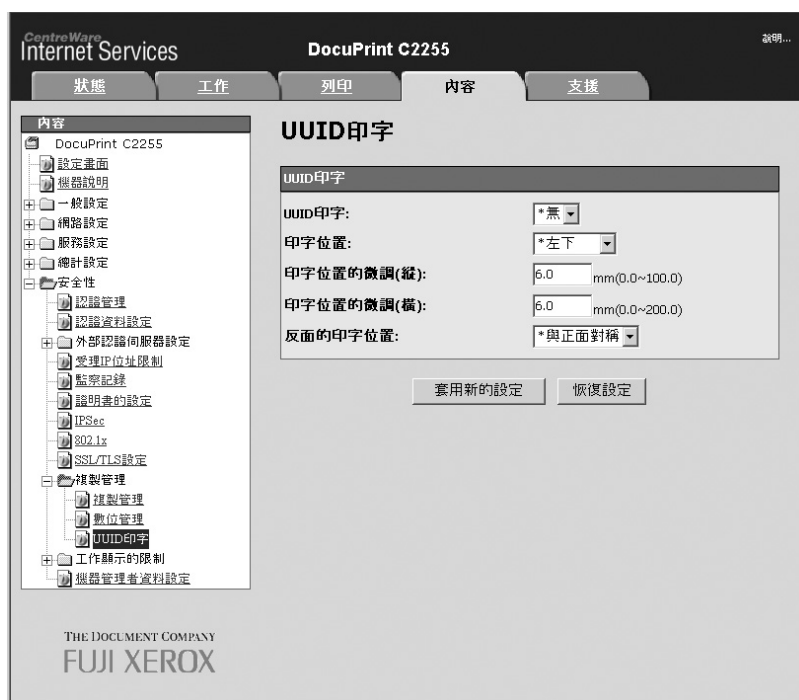 CentreWare
Internet Services
DocuPrint C2255
說明...
狀態
工作
列印
內容
支援
內容
DocuPrint C2255
設定畫面
機器說明
一般設定
網路設定
服務設定
總計設定
安全性
認證管理
認證資料設定
外部認證伺服器設定
受理IP位址限制
監察記錄
證明書的設定
IPSec
802.1x
SSL/TLS設定
複製管理
複製管理
數位管理
UUID印字
工作顯示的限制
機器管理者資料設定
UUID印字
UUID印字
UUID印字: *無
印字位置: *左下
印字位置的微調(縱): 6.0 mm(0.0~100.0)
印字位置的微調(橫): 6.0 mm(0.0~200.0)
反面的印字位置: *與正面對稱
套用新的設定
恢復設定
THE DOCUMENT COMPANY
FUJI XEROX